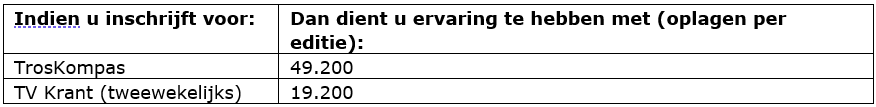 Indien u inschrijft voor: Dan dient u ervaring te hebben met (oplagen per
editie):
TrosKompas 49.200
TV Krant (tweewekelijks) 19.200